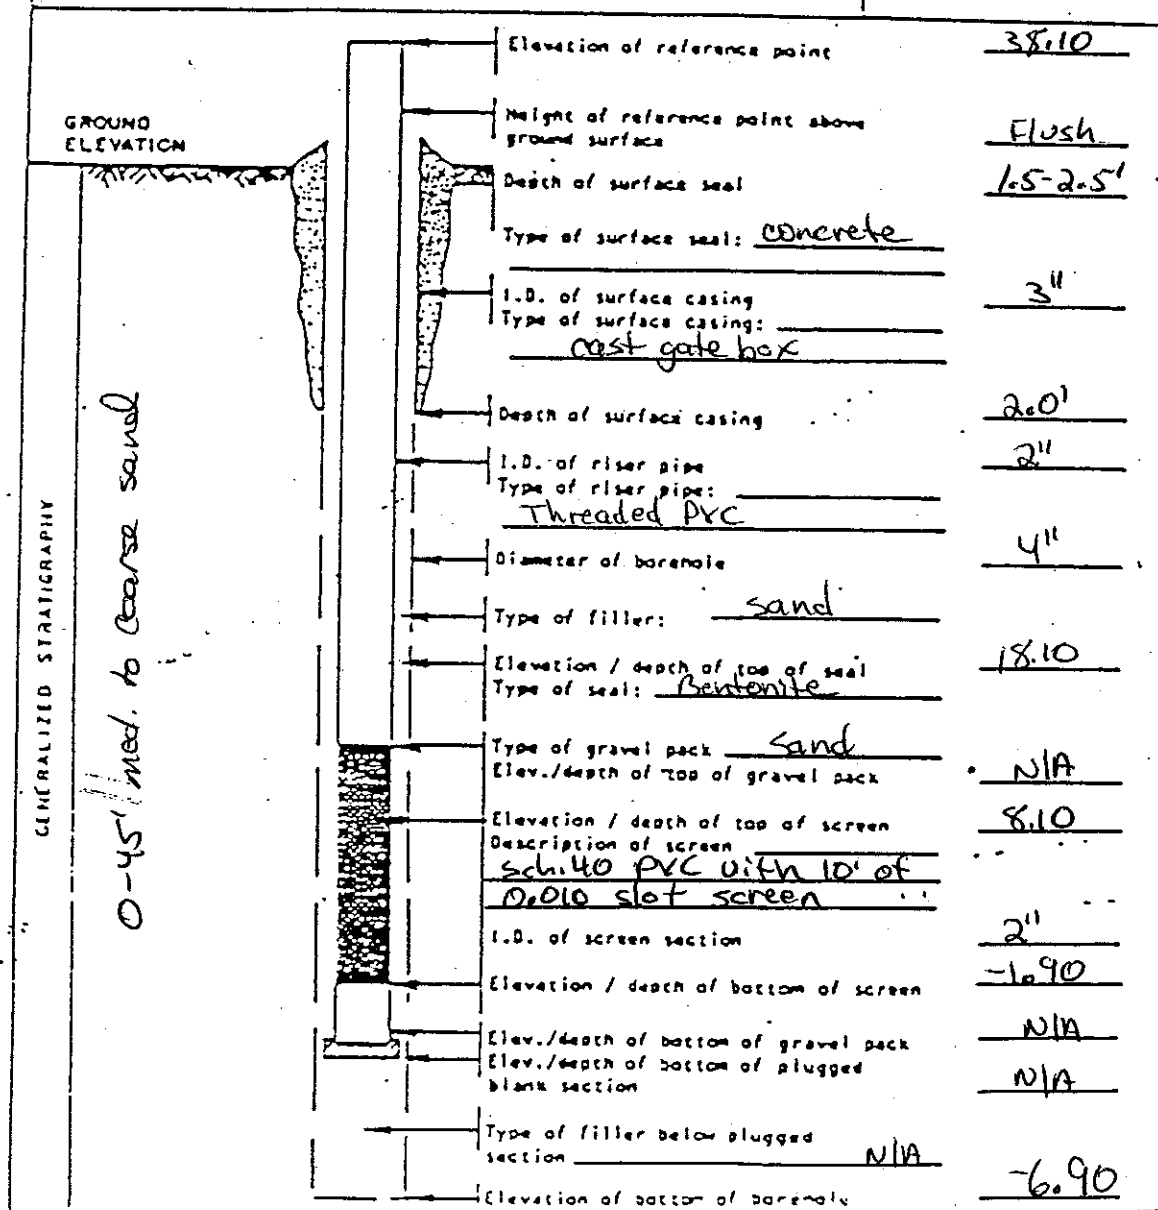 Elevation of reference point 38.10
GROUND
ELEVATION
Height of reference point above
ground surface Flush
Depth of surface seal 1.5-2.5'
Type of surface seal: concrete
I.D. of surface casing 3"
Type of surface casing:
cast gate box
Depth of surface casing 2.0'
I.D. of riser pipe 2"
Type of riser pipe:
Threaded PVC
Diameter of borehole 4"
Type of filler: sand
Elevation / depth of top of seal 18.10
Type of seal: Bentonite
Type of gravel pack Sand
Elev./depth of top of gravel pack N/A
Elevation / depth of top of screen 8.10
Description of screen
sch. 40 PVC with 10' of
0.010 slot screen
I.D. of screen section 2"
Elevation / depth of bottom of screen -1.90
Elev./depth of bottom of gravel pack N/A
Elev./depth of bottom of plugged
blank section N/A
Type of filler below plugged
section N/A
Elevation of bottom of borehole -6.90
GENERALIZED STRATIGRAPHY
0-45' med. to coarse sand